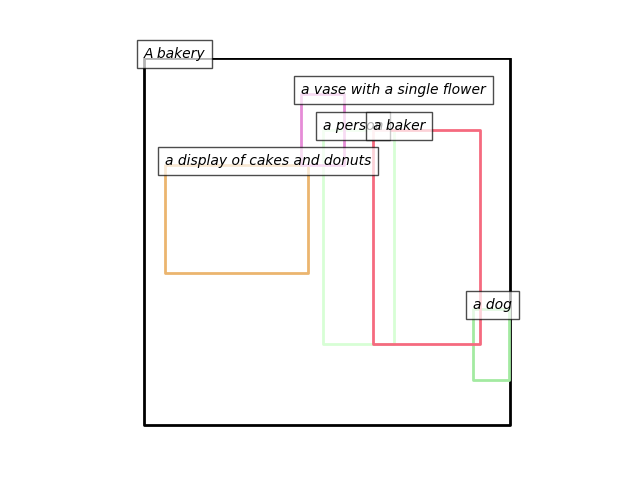 A bakery
a vase with a single flower
a person
a baker
a display of cakes and donuts
a dog